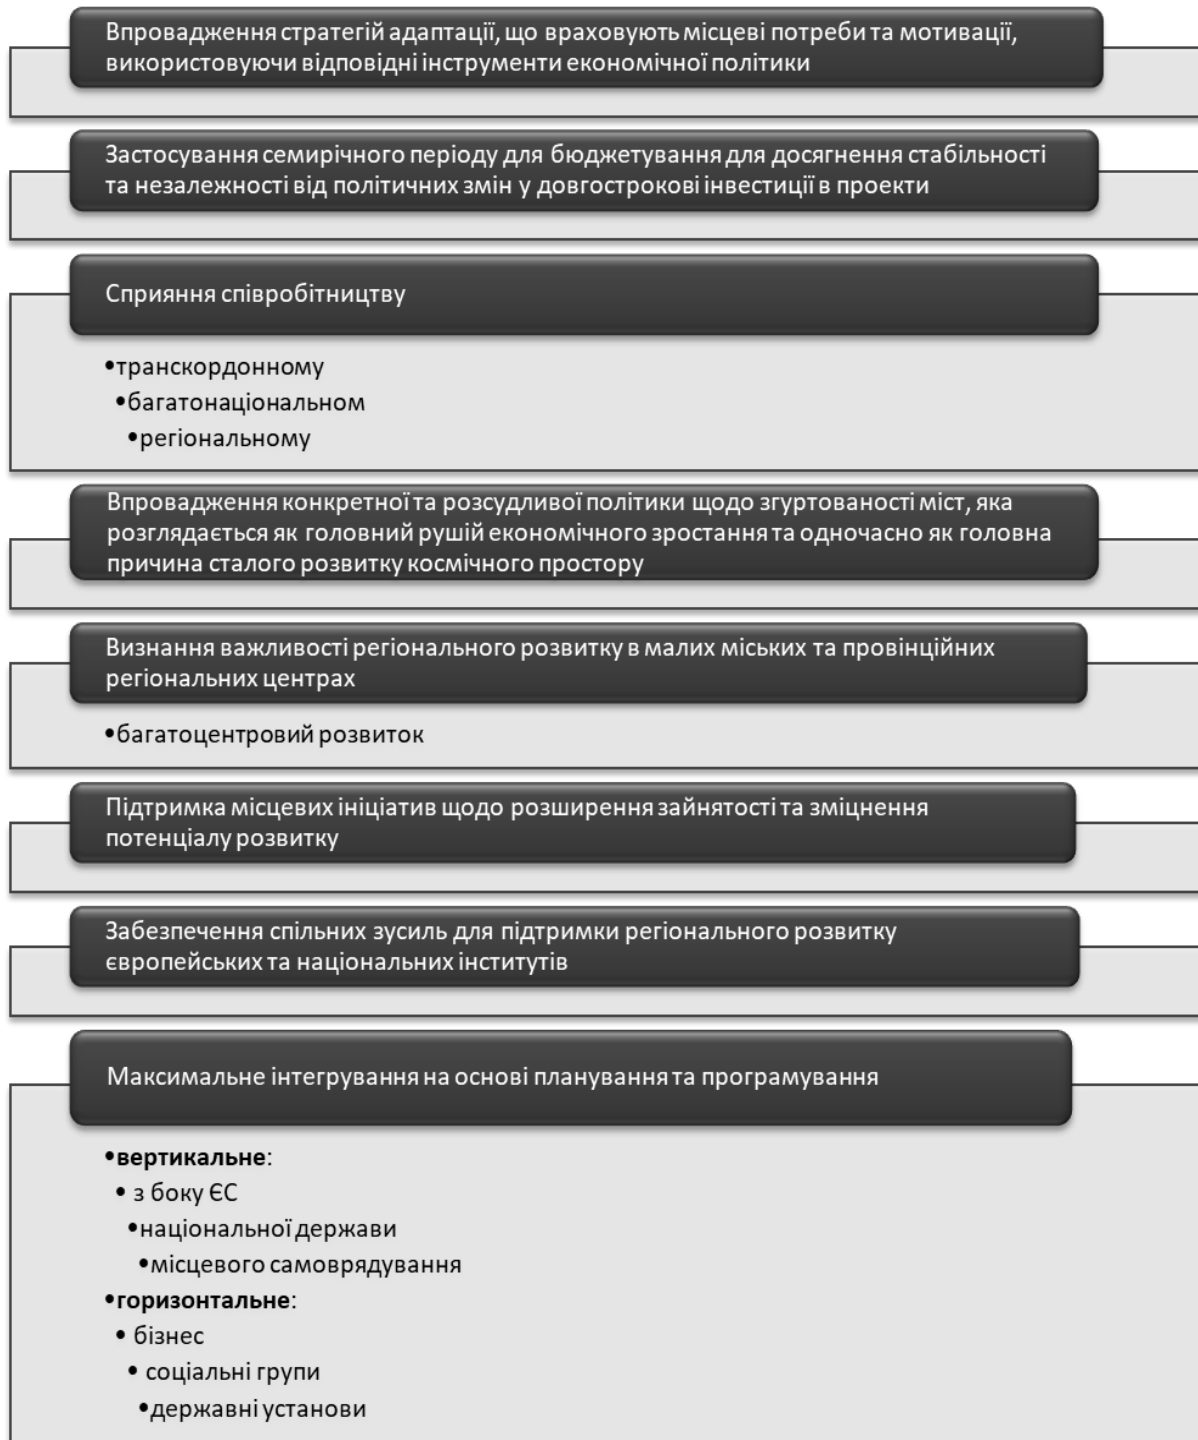 Впровадження стратегій адаптації, що враховують місцеві потреби та мотивації,
використовуючи відповідні інструменти економічної політики
Застосування семирічного періоду для бюджетування для досягнення стабільності
та незалежності від політичних змін у довгострокові інвестиції в проекти
Сприяння співробітництву
•транскордонному
•багатонаціональном
•регіональному
Впровадження конкретної та розсудливої політики щодо згуртованості міст, яка
розглядається як головний рушій економічного зростання та одночасно як головна
причина сталого розвитку космічного простору
Визнання важливості регіонального розвитку в малих міських та провінційних
регіональних центрах
•багатоцентровий розвиток
Підтримка місцевих ініціатив щодо розширення зайнятості та зміцнення
потенціалу розвитку
Забезпечення спільних зусиль для підтримки регіонального розвитку
європейських та національних інститутів
Максимальне інтегрування на основі планування та програмування
•вертикальне:
• з боку ЄС
•національної держави
•місцевого самоврядування
•горизонтальне:
• бізнес
• соціальні групи
•державні установи